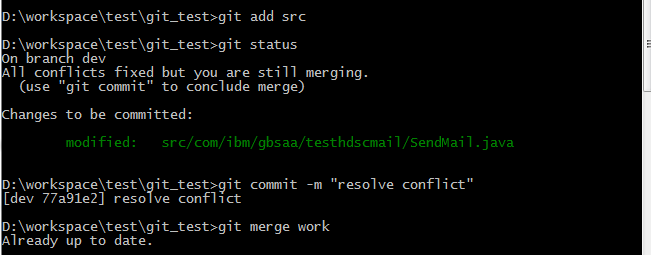 D:\workspace\test\git_test>git add src
D:\workspace\test\git_test>git status
On branch dev
All conflicts fixed but you are still merging.
  (use "git commit" to conclude merge)
Changes to be committed:
        modified:   src/com/ibm/gbsaa/testhdscmail/SendMail.java
D:\workspace\test\git_test>git commit -m "resolve conflict"
[dev 77a91e2] resolve conflict
D:\workspace\test\git_test>git merge work
Already up to date.